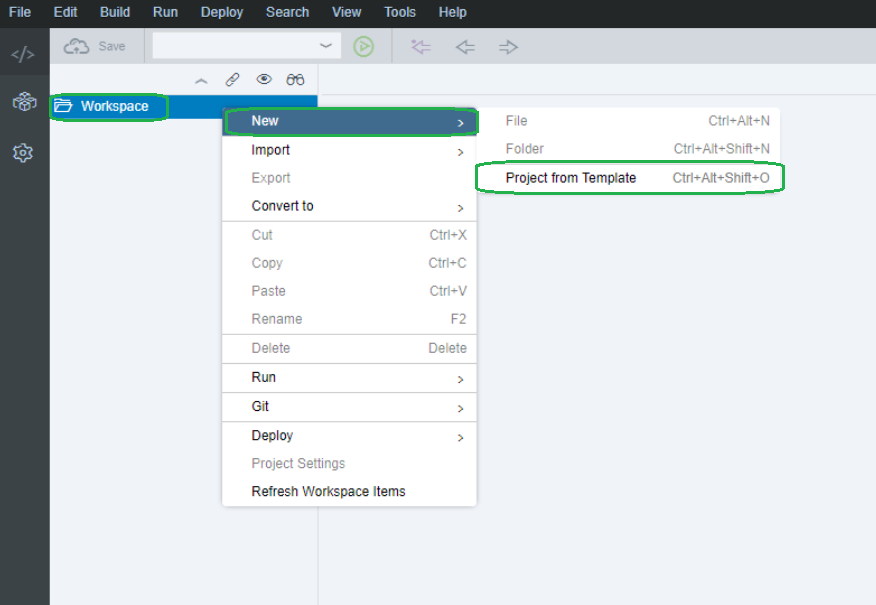 File Edit Build Run Deploy Search View Tools Help
Save
Workspace
New
Import
Export
Convert to
Cut Ctrl+X
Copy Ctrl+C
Paste Ctrl+V
Rename F2
Delete Delete
Run
Git
Deploy
Project Settings
Refresh Workspace Items
File Ctrl+Alt+N
Folder Ctrl+Alt+Shift+N
Project from Template Ctrl+Alt+Shift+O